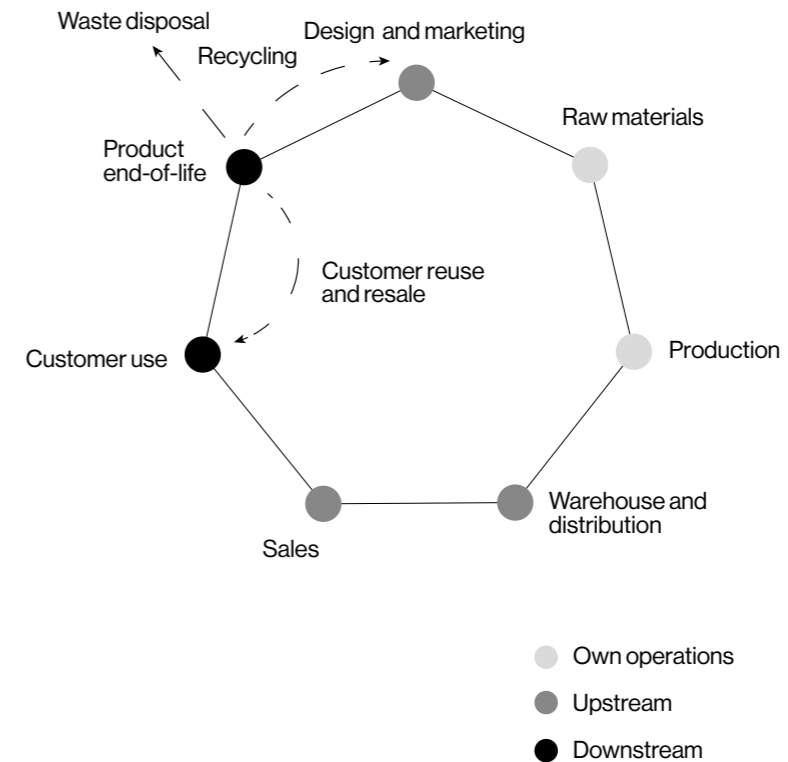 Waste disposal
Design and marketing
Recycling
Raw materials
Product
end-of-life
Customer reuse
and resale
Customer use
Production
Warehouse and
distribution
Sales
Own operations
Upstream
Downstream